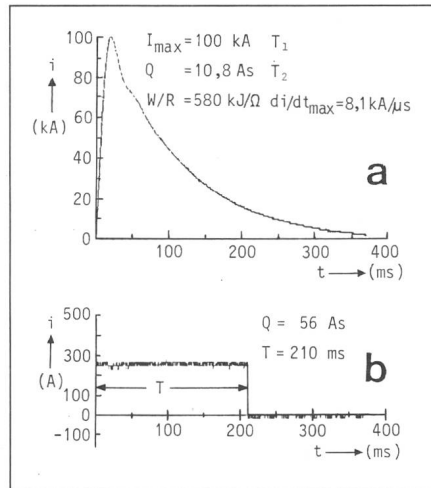 I max = 100 kA T1
Q = 10,8 As T2
W/R = 580 kJ/Ω di/dt max = 8,1 kA/µs
i
(kA)
100
80
60
40
20
0
a
100 200 300 400
t (ms)
i
(A)
300
200
100
0
-100
Q = 56 As
T = 210 ms
T
b
0 100 200 300 400
t (ms)